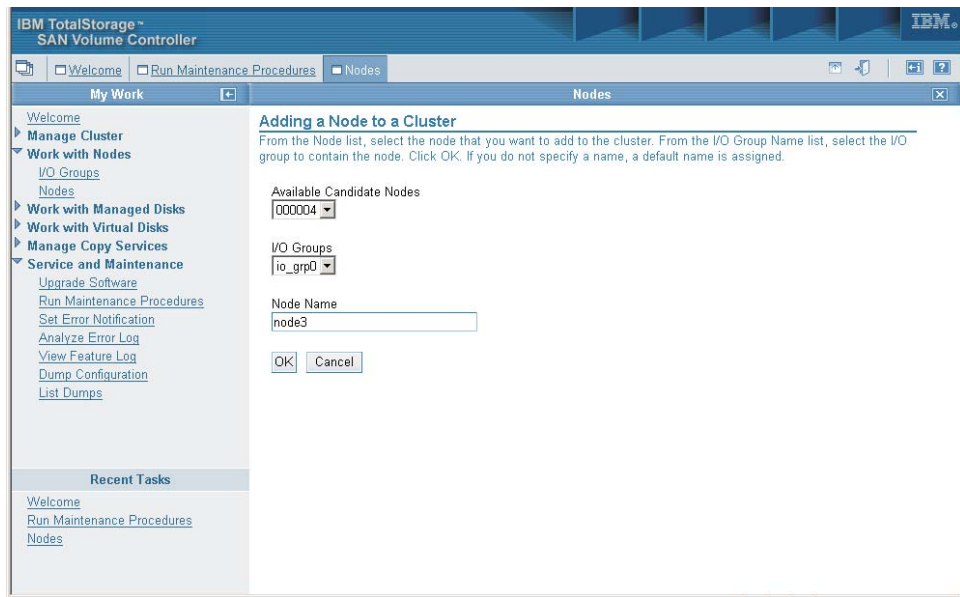 IBM TotalStorage™
SAN Volume Controller
IBM®
Welcome
Run Maintenance Procedures
Nodes
My Work
Nodes
Welcome
Manage Cluster
Work with Nodes
I/O Groups
Nodes
Work with Managed Disks
Work with Virtual Disks
Manage Copy Services
Service and Maintenance
Upgrade Software
Run Maintenance Procedures
Set Error Notification
Analyze Error Log
View Feature Log
Dump Configuration
List Dumps
Recent Tasks
Welcome
Run Maintenance Procedures
Nodes
Adding a Node to a Cluster
From the Node list, select the node that you want to add to the cluster. From the I/O Group Name list, select the I/O
group to contain the node. Click OK. If you do not specify a name, a default name is assigned.
Available Candidate Nodes
000004
I/O Groups
io_grp0
Node Name
node3
OK Cancel